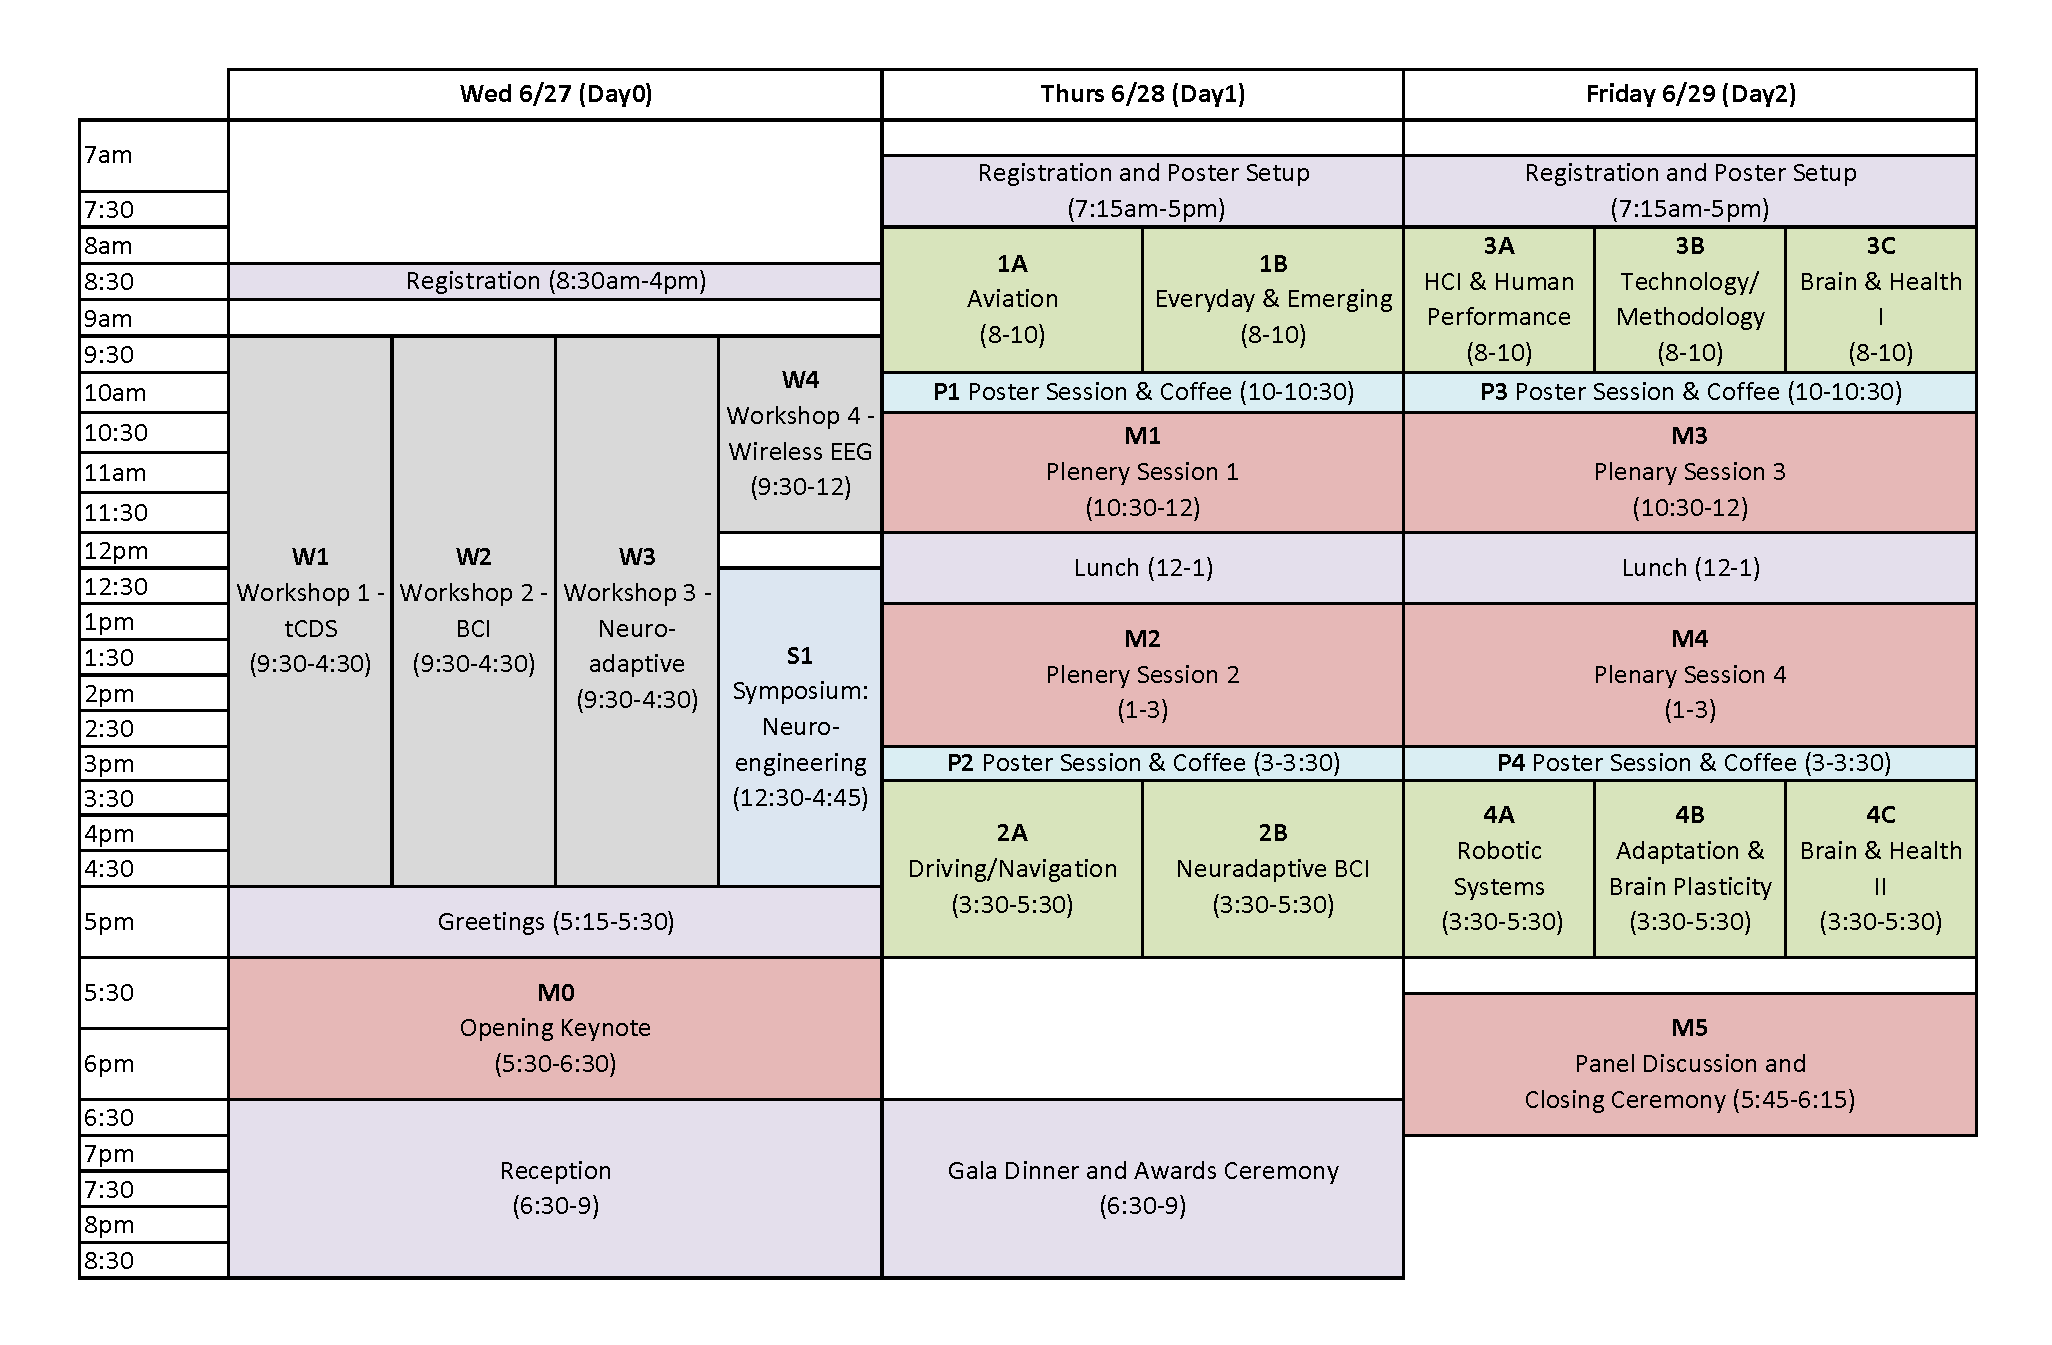 Wed 6/27 (Day0)
Thurs 6/28 (Day1)
Friday 6/29 (Day2)
7am
7:30
8am
8:30
9am
9:30
10am
10:30
11am
11:30
12pm
12:30
1pm
1:30
2pm
2:30
3pm
3:30
4pm
4:30
5pm
5:30
6pm
6:30
7pm
7:30
8pm
8:30
Registration (8:30am-4pm)
W1
Workshop 1 -
tCDS
(9:30-4:30)
W2
Workshop 2 -
BCI
(9:30-4:30)
W3
Workshop 3 -
Neuro-
adaptive
(9:30-4:30)
W4
Workshop 4 -
Wireless EEG
(9:30-12)
S1
Symposium:
Neuro-
engineering
(12:30-4:45)
Greetings (5:15-5:30)
M0
Opening Keynote
(5:30-6:30)
Reception
(6:30-9)
Registration and Poster Setup
(7:15am-5pm)
1A
Aviation
(8-10)
1B
Everyday & Emerging
(8-10)
P1 Poster Session & Coffee (10-10:30)
M1
Plenery Session 1
(10:30-12)
Lunch (12-1)
M2
Plenery Session 2
(1-3)
P2 Poster Session & Coffee (3-3:30)
2A
Driving/Navigation
(3:30-5:30)
2B
Neuradaptive BCI
(3:30-5:30)
Gala Dinner and Awards Ceremony
(6:30-9)
Registration and Poster Setup
(7:15am-5pm)
3A
HCI & Human
Performance
(8-10)
3B
Technology/
Methodology
(8-10)
3C
Brain & Health
I
(8-10)
P3 Poster Session & Coffee (10-10:30)
M3
Plenary Session 3
(10:30-12)
Lunch (12-1)
M4
Plenary Session 4
(1-3)
P4 Poster Session & Coffee (3-3:30)
4A
Robotic
Systems
(3:30-5:30)
4B
Adaptation &
Brain Plasticity
(3:30-5:30)
4C
Brain & Health
II
(3:30-5:30)
M5
Panel Discussion and
Closing Ceremony (5:45-6:15)